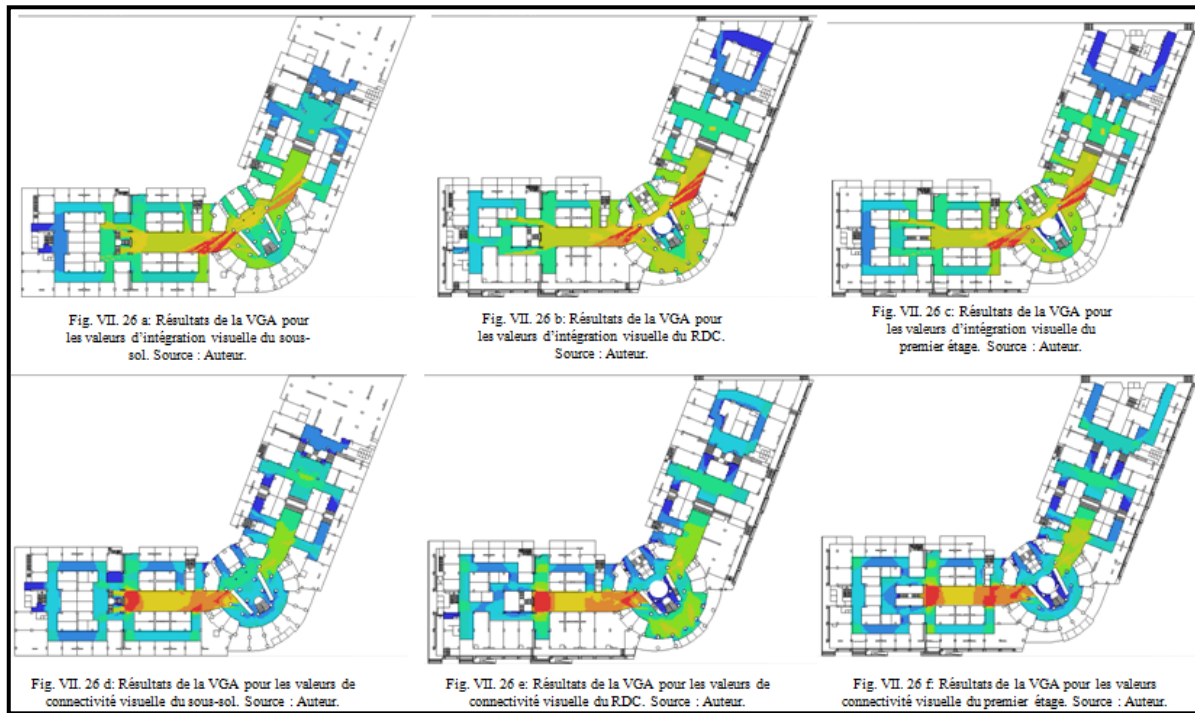 Fig. VII. 26 a: Résultats de la VGA pour
les valeurs d'intégration visuelle du sous-
sol. Source : Auteur.
Fig. VII. 26 b: Résultats de la VGA pour
les valeurs d'intégration visuelle du RDC.
Source : Auteur.
Fig. VII. 26 c: Résultats de la VGA pour
les valeurs d'intégration visuelle du
premier étage. Source : Auteur.
Fig. VII. 26 d: Résultats de la VGA pour les valeurs de
connectivité visuelle du sous-sol. Source : Auteur.
Fig. VII. 26 e: Résultats de la VGA pour les valeurs de
connectivité visuelle du RDC. Source : Auteur.
Fig. VII. 26 f: Résultats de la VGA pour les valeurs
connectivité visuelle du premier étage. Source : Auteur.